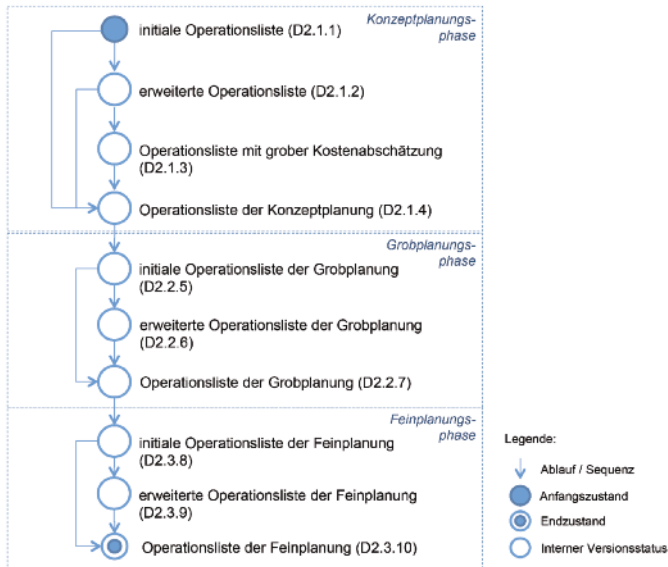 Konzeptplanungs-
phase
initiale Operationsliste (D2.1.1)
erweiterte Operationsliste (D2.1.2)
Operationsliste mit grober Kostenabschätzung
(D2.1.3)
Operationsliste der Konzeptplanung (D2.1.4)
Grobplanungs-
phase
initiale Operationsliste der Grobplanung
(D2.2.5)
erweiterte Operationsliste der Grobplanung
(D2.2.6)
Operationsliste der Grobplanung (D2.2.7)
Feinplanungs-
phase
initiale Operationsliste der Feinplanung
(D2.3.8)
erweiterte Operationsliste der Feinplanung
(D2.3.9)
Operationsliste der Feinplanung (D2.3.10)
Legende:
Ablauf / Sequenz
Anfangszustand
Endzustand
Interner Versionsstatus